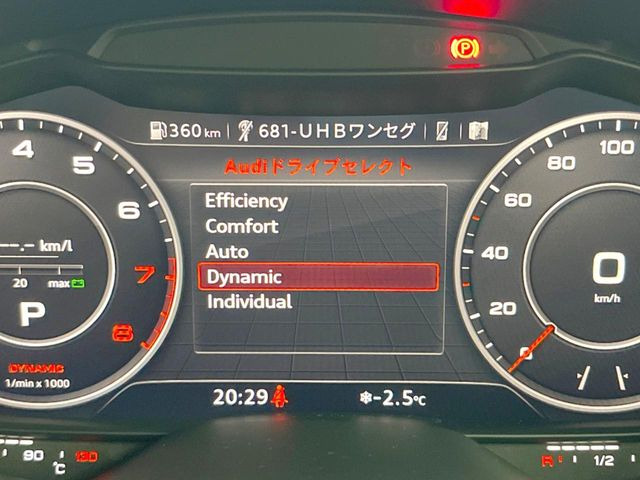 P
360 km 681-UHBワンセグ
Audiドライブセレクト
Efficiency
Comfort
Auto
Dynamic
Individual
4 5 6 7 8
--.- km/l
20 max
P
DYNAMIC
1/min x 1000
0 20 40 60 80 100
0
km/h
20:29 ❄-2.5°C
90 °C 130
R 1/2